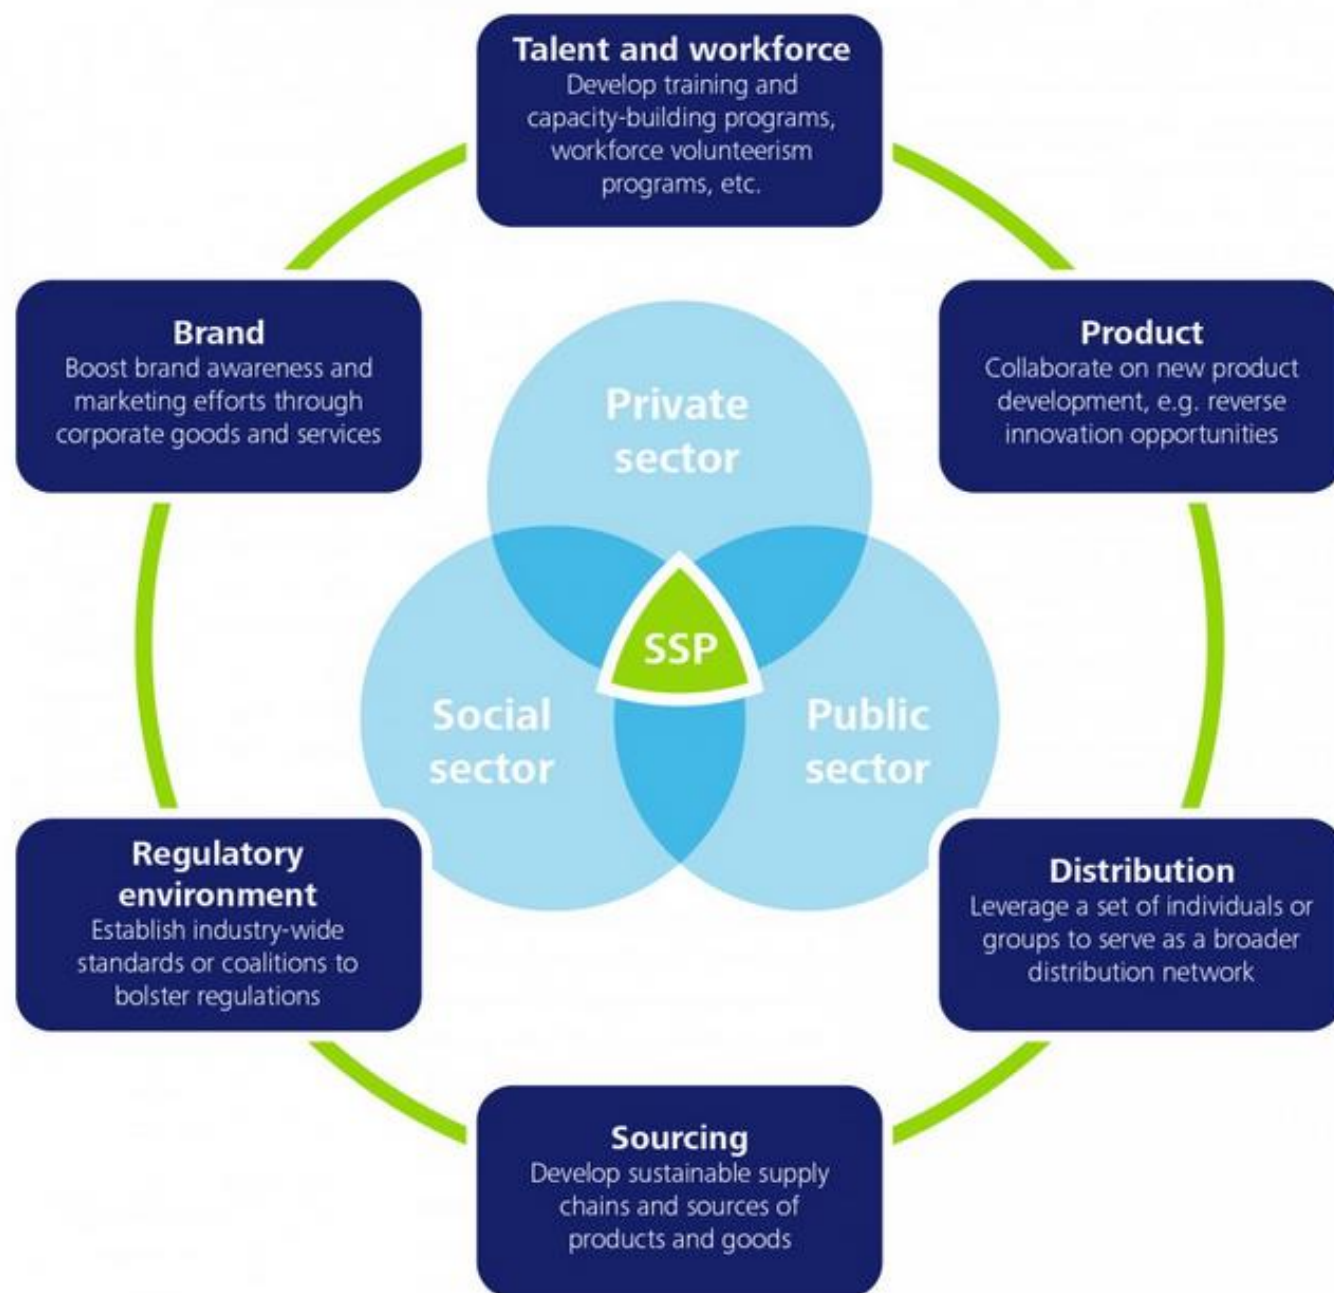 Talent and workforce
Develop training and
capacity-building programs,
workforce volunteerism
programs, etc.
Brand
Boost brand awareness and
marketing efforts through
corporate goods and services
Product
Collaborate on new product
development, e.g. reverse
innovation opportunities
Private
sector
SSP
Social
sector
Public
sector
Regulatory
environment
Establish industry-wide
standards or coalitions to
bolster regulations
Distribution
Leverage a set of individuals or
groups to serve as a broader
distribution network
Sourcing
Develop sustainable supply
chains and sources of
products and goods